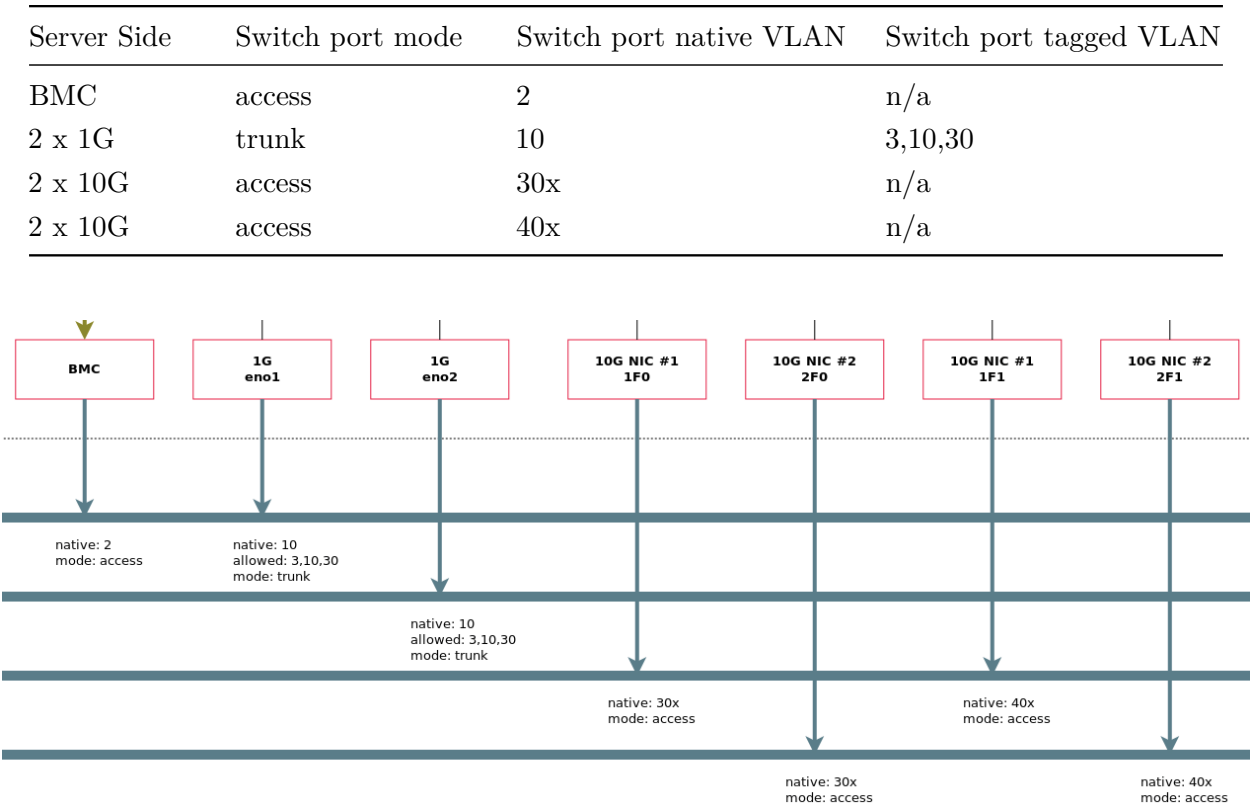 Server Side Switch port mode Switch port native VLAN Switch port tagged VLAN
BMC access 2 n/a
2 x 1G trunk 10 3,10,30
2 x 10G access 30x n/a
2 x 10G access 40x n/a
BMC
1G
eno1
1G
eno2
10G NIC #1
1F0
10G NIC #2
2F0
10G NIC #1
1F1
10G NIC #2
2F1
native: 2
mode: access
native: 10
allowed: 3,10,30
mode: trunk
native: 10
allowed: 3,10,30
mode: trunk
native: 30x
mode: access
native: 40x
mode: access
native: 30x
mode: access
native: 40x
mode: access